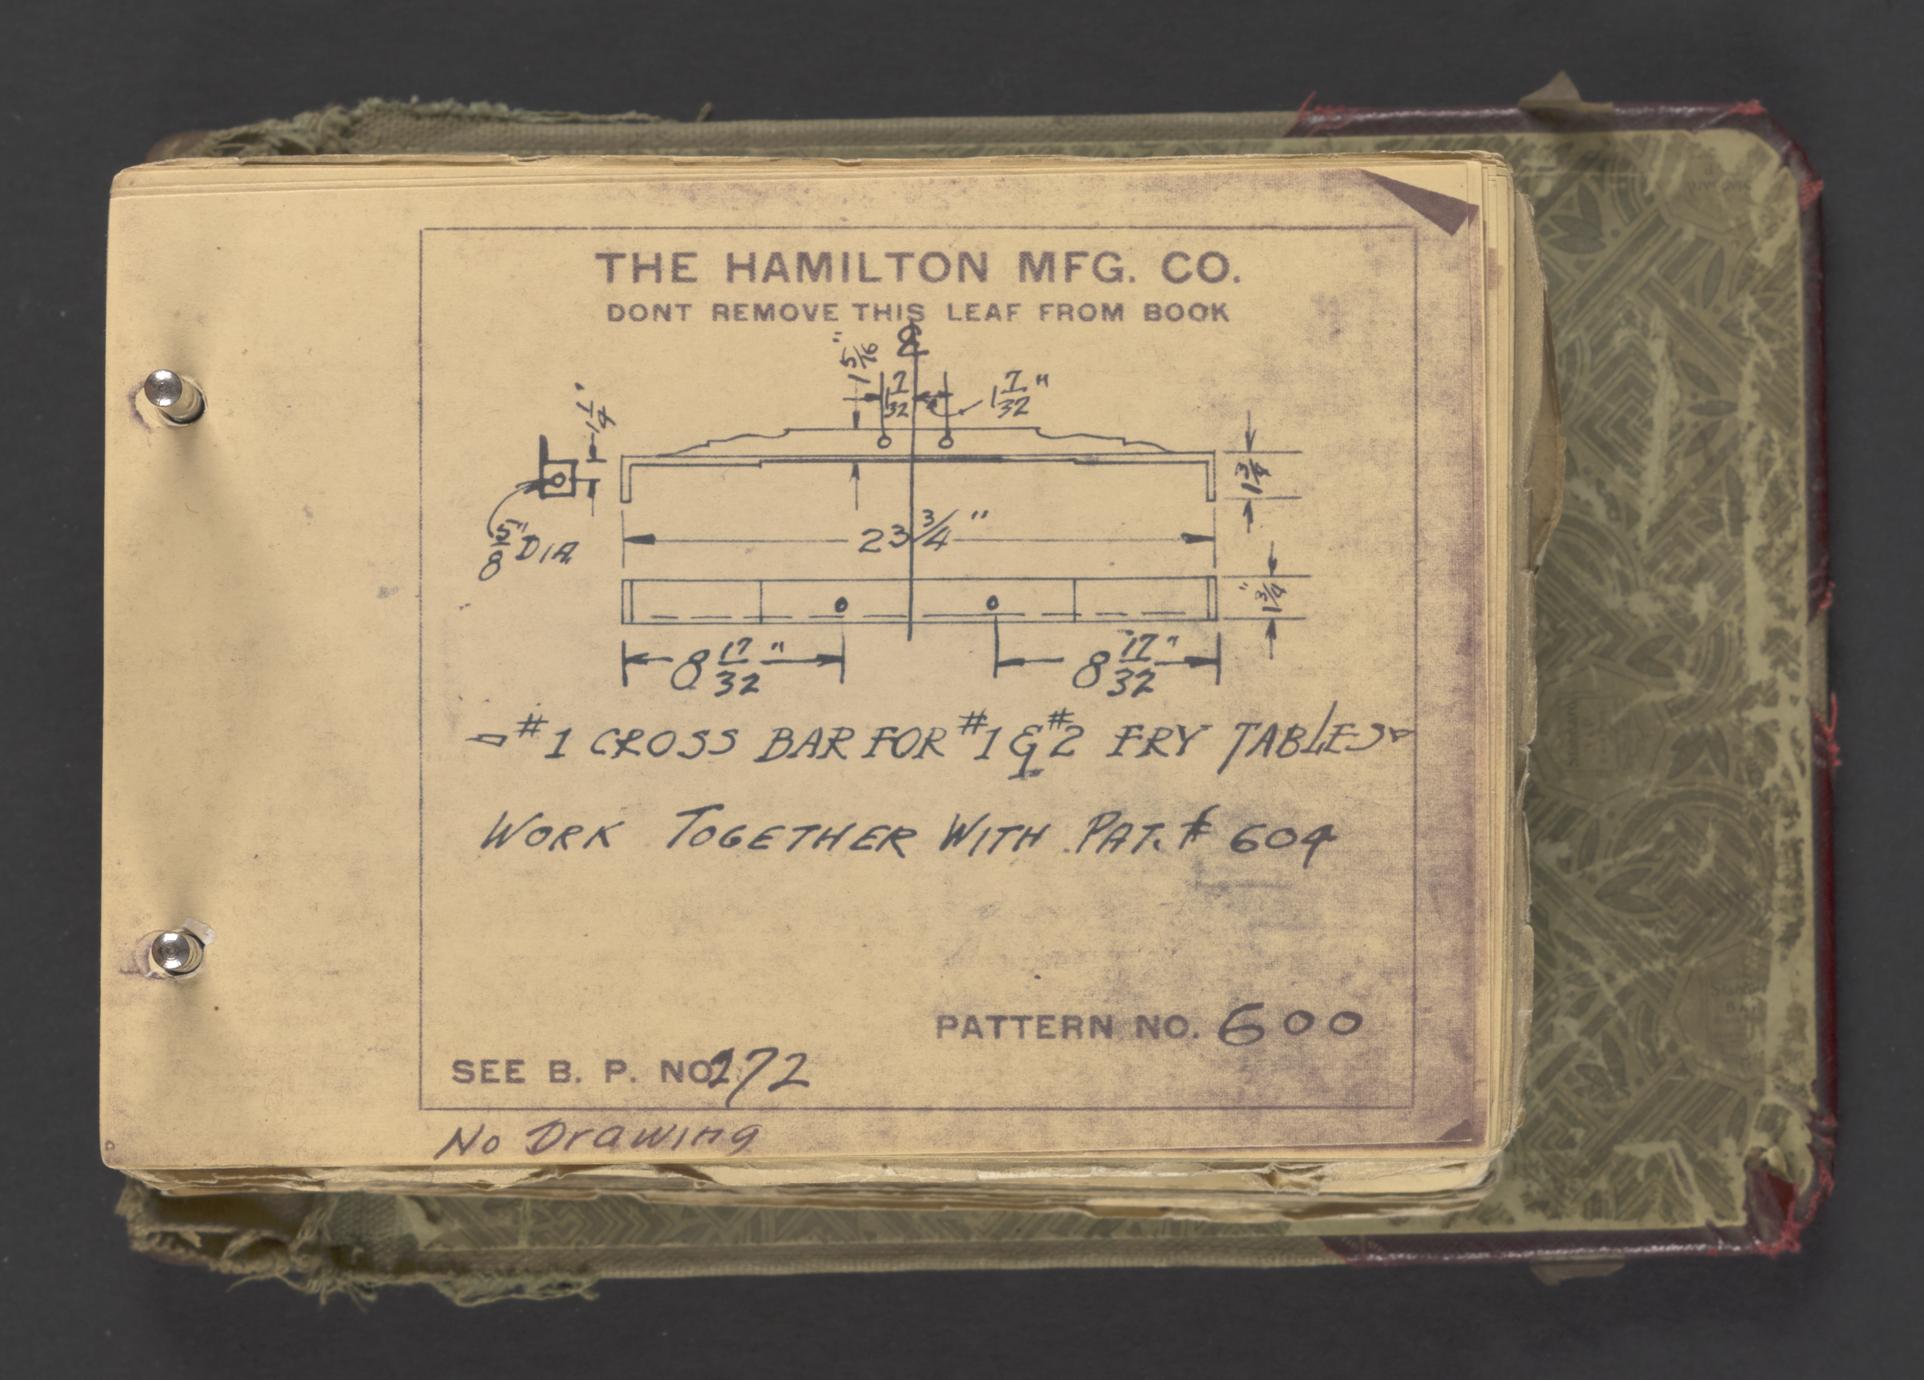 THE HAMILTON MFG. CO.
DONT REMOVE THIS LEAF FROM BOOK
℄
1 5/16"
1 7/32
1 7/32"
1 1/4"
5/8" DIA
1 3/4
23 3/4"
1 3/4"
8 17/32"
8 17/32"
#1 CROSS BAR FOR #1 & #2 FRY TABLES
WORK TOGETHER WITH PAT. # 604
PATTERN NO. 600
SEE B. P. NO. 272
No Drawing